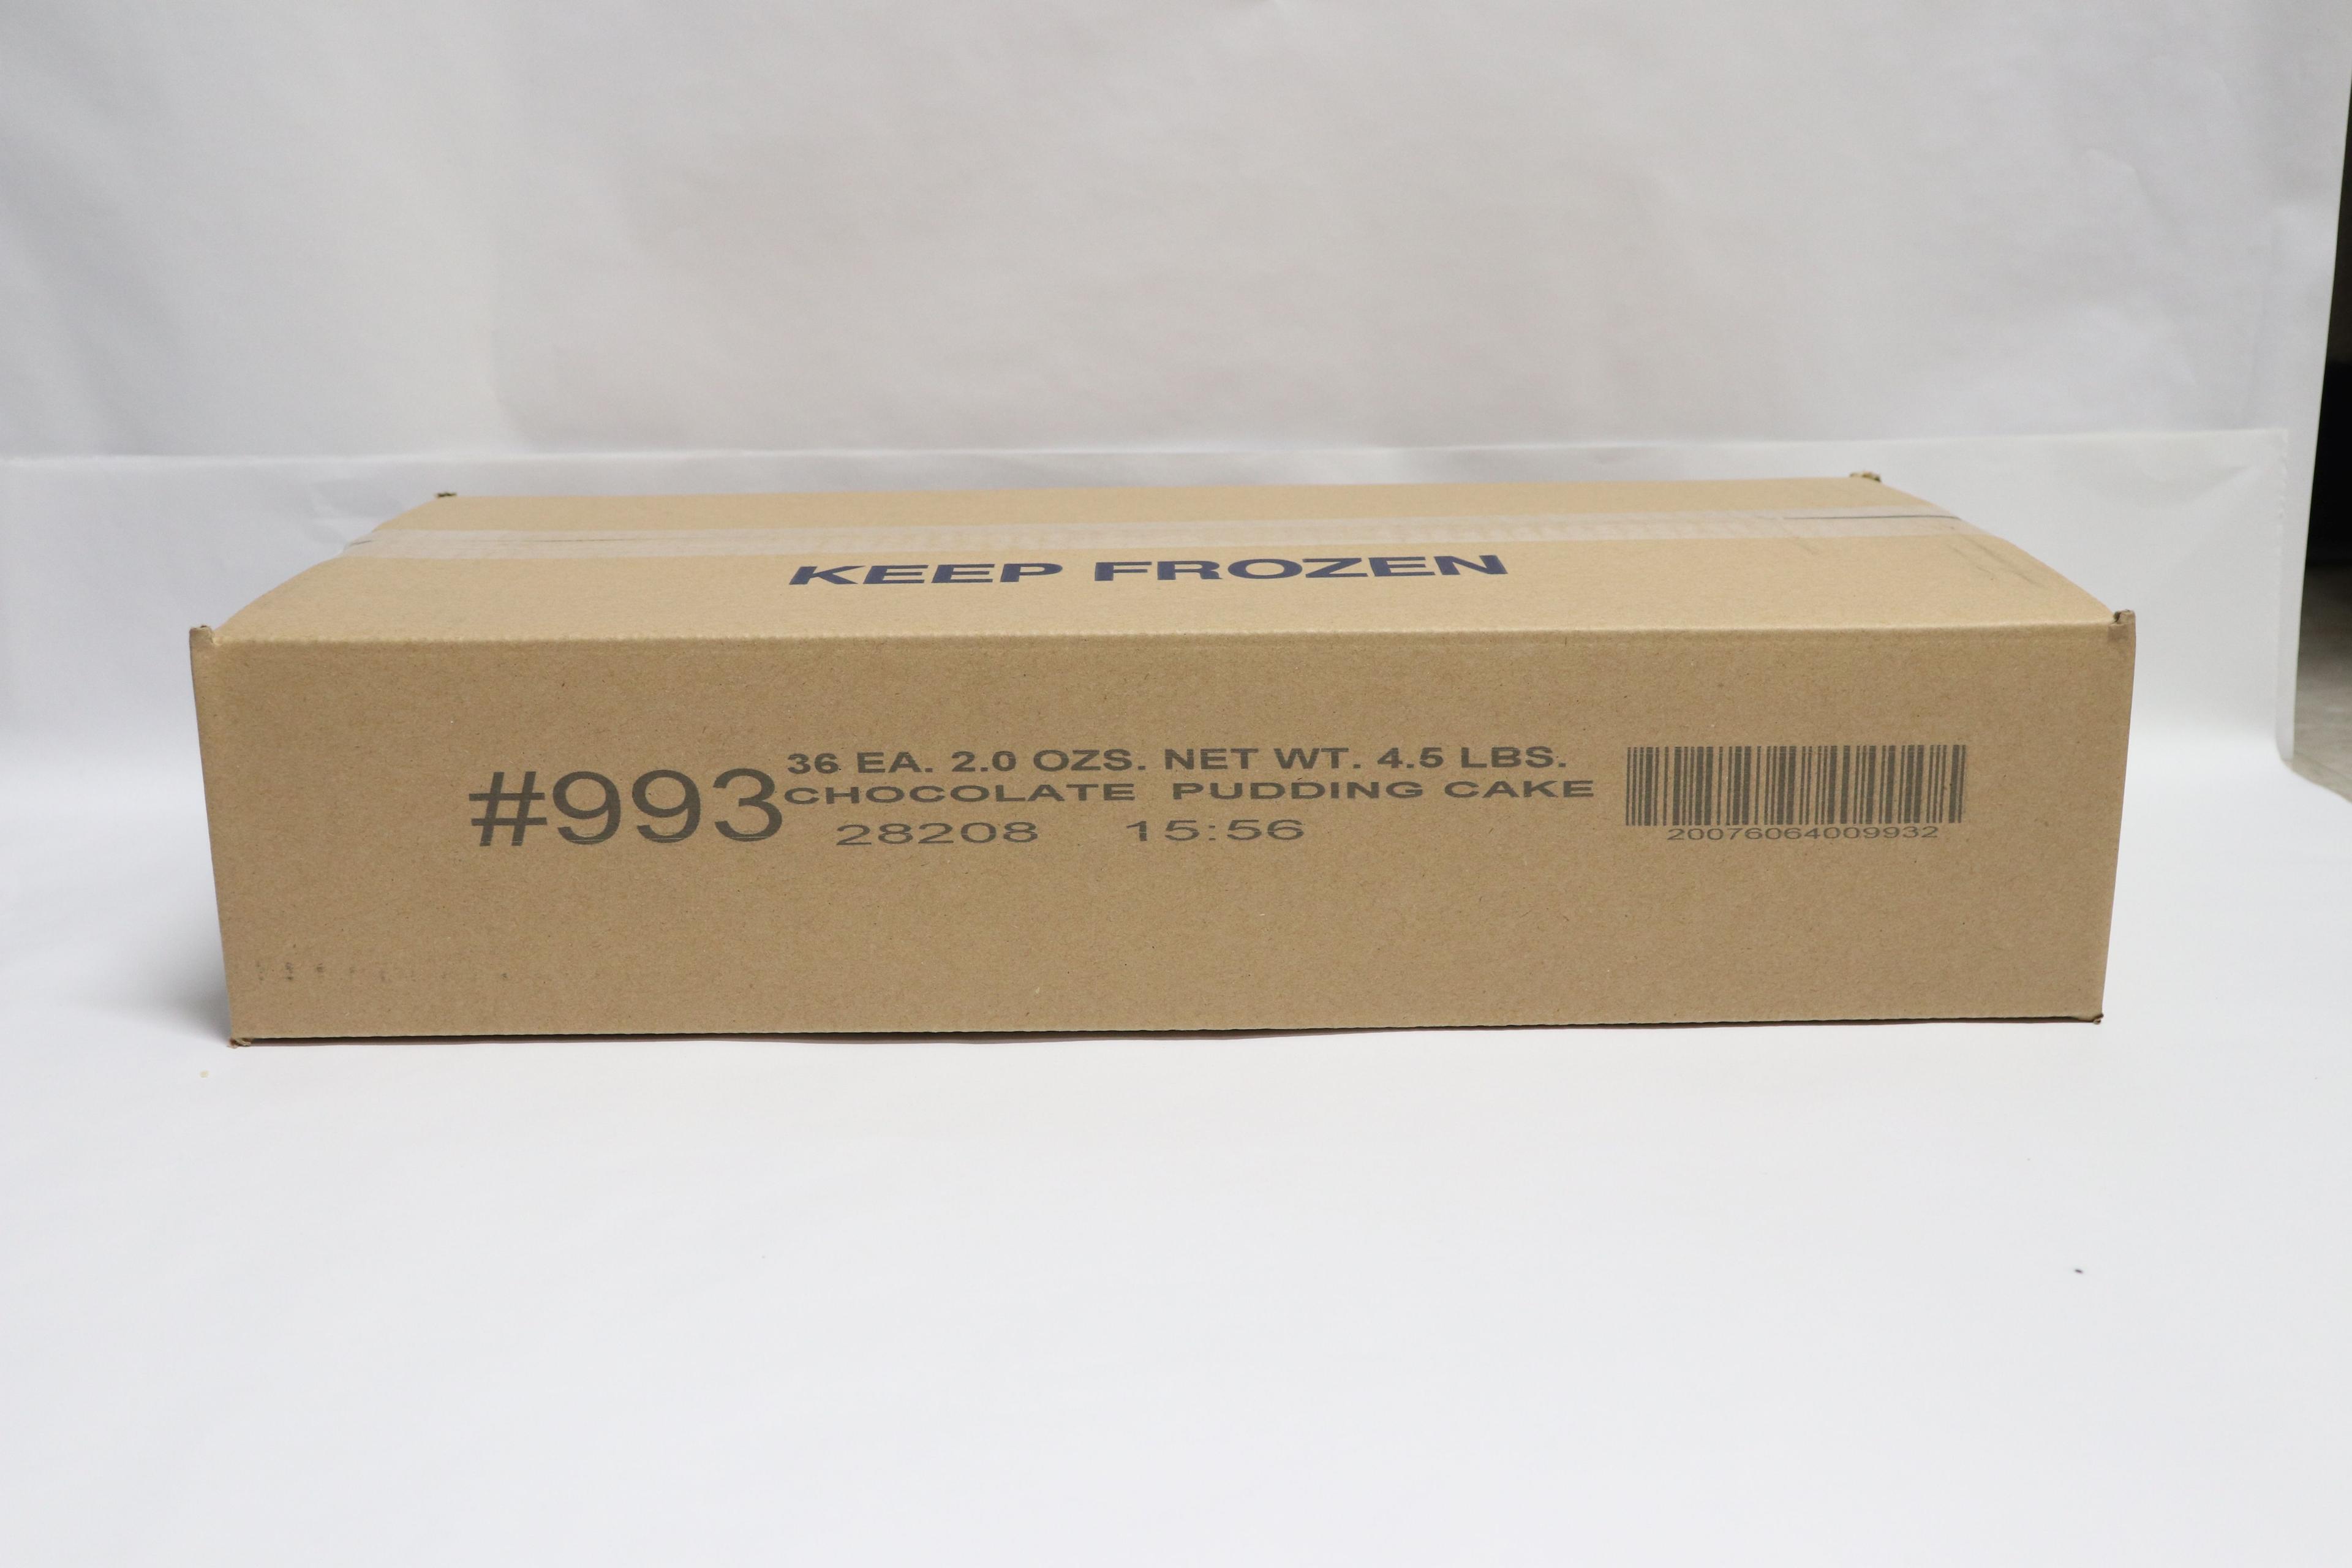 KEEP FROZEN
#993
36 EA. 2.0 OZS. NET WT. 4.5 LBS.
CHOCOLATE PUDDING CAKE
28208 15:56
20076064009932